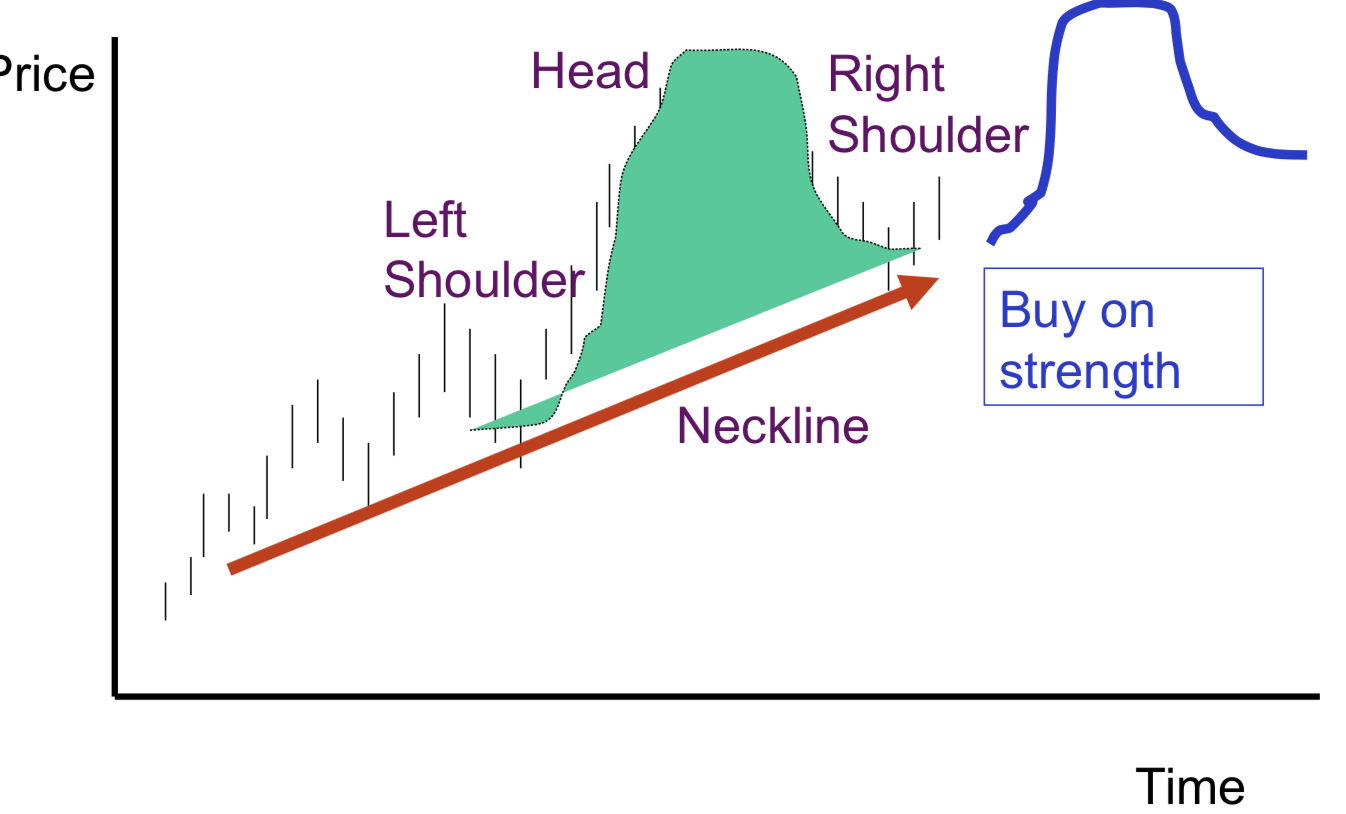 Price
Head
Right
Shoulder
Left
Shoulder
Buy on
strength
Neckline
Time